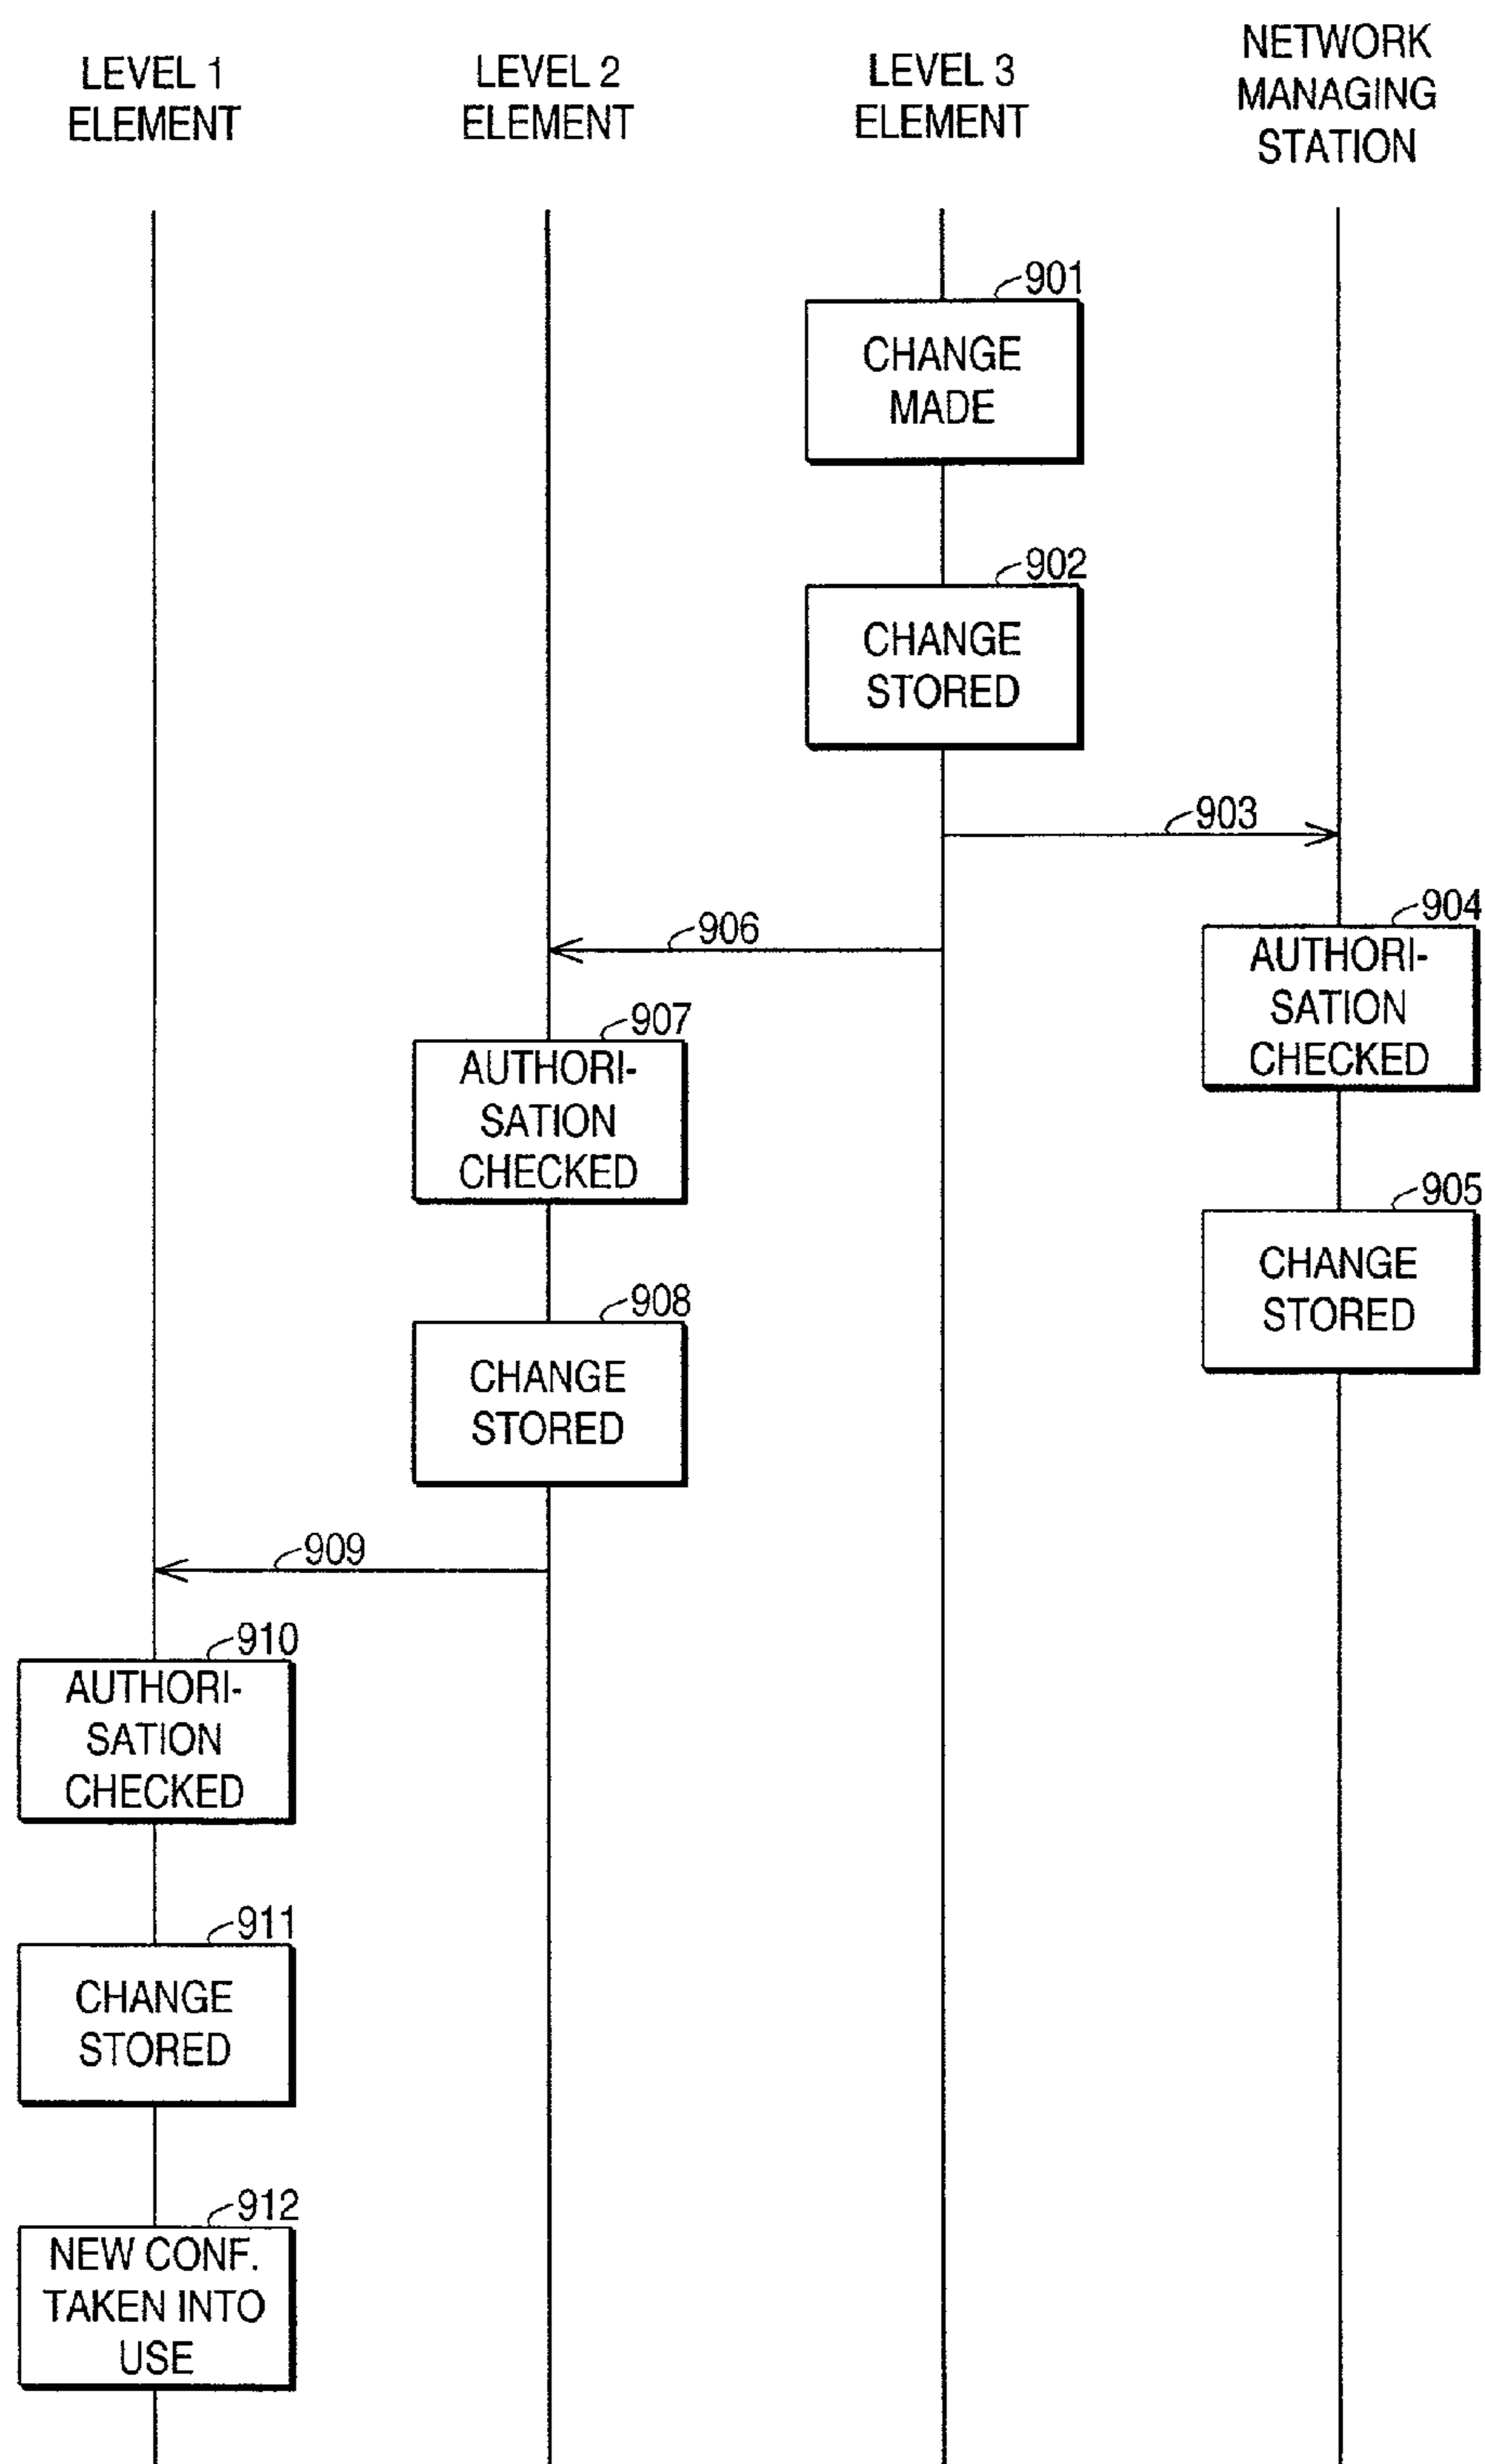 LEVEL 1
ELEMENT
LEVEL 2
ELEMENT
LEVEL 3
ELEMENT
NETWORK
MANAGING
STATION
901
CHANGE
MADE
902
CHANGE
STORED
903
904
AUTHORI-
SATION
CHECKED
905
CHANGE
STORED
906
907
AUTHORI-
SATION
CHECKED
908
CHANGE
STORED
909
910
AUTHORI-
SATION
CHECKED
911
CHANGE
STORED
912
NEW CONF.
TAKEN INTO
USE